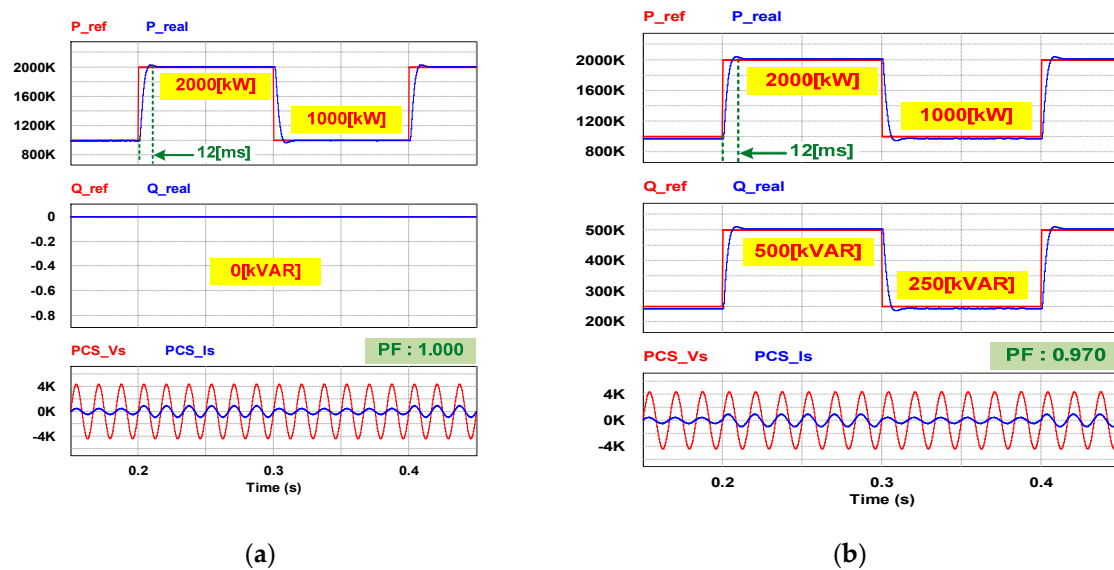 P_ref P_real
2000K
1600K
1200K
800K
2000[kW]
1000[kW]
12[ms]
Q_ref Q_real
0
-0.2
-0.4
-0.6
-0.8
0[kVAR]
PCS_Vs PCS_Is PF : 1.000
4K
0K
-4K
0.2 0.3 0.4
Time (s)
(a)
P_ref P_real
2000K
1600K
1200K
800K
2000[kW]
1000[kW]
12[ms]
Q_ref Q_real
500K
400K
300K
200K
500[kVAR]
250[kVAR]
PCS_Vs PCS_Is PF : 0.970
4K
0K
-4K
0.2 0.3 0.4
Time (s)
(b)